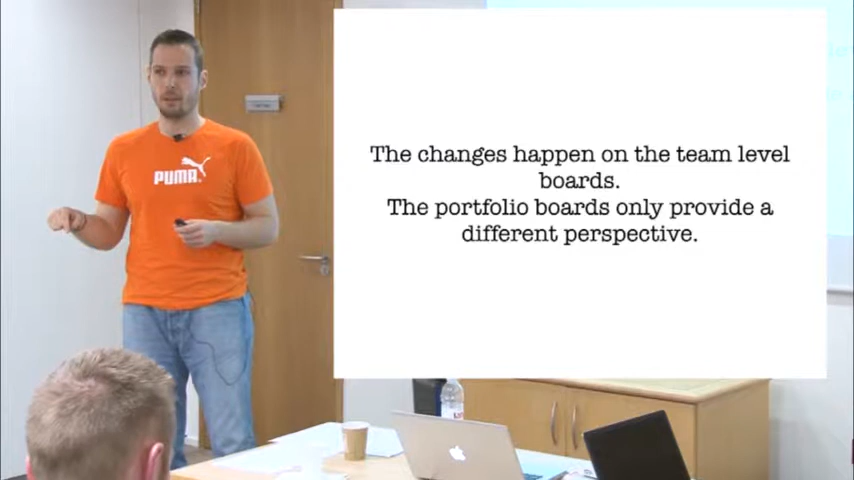 The changes happen on the team level
boards.
The portfolio boards only provide a
different perspective.
PUMA